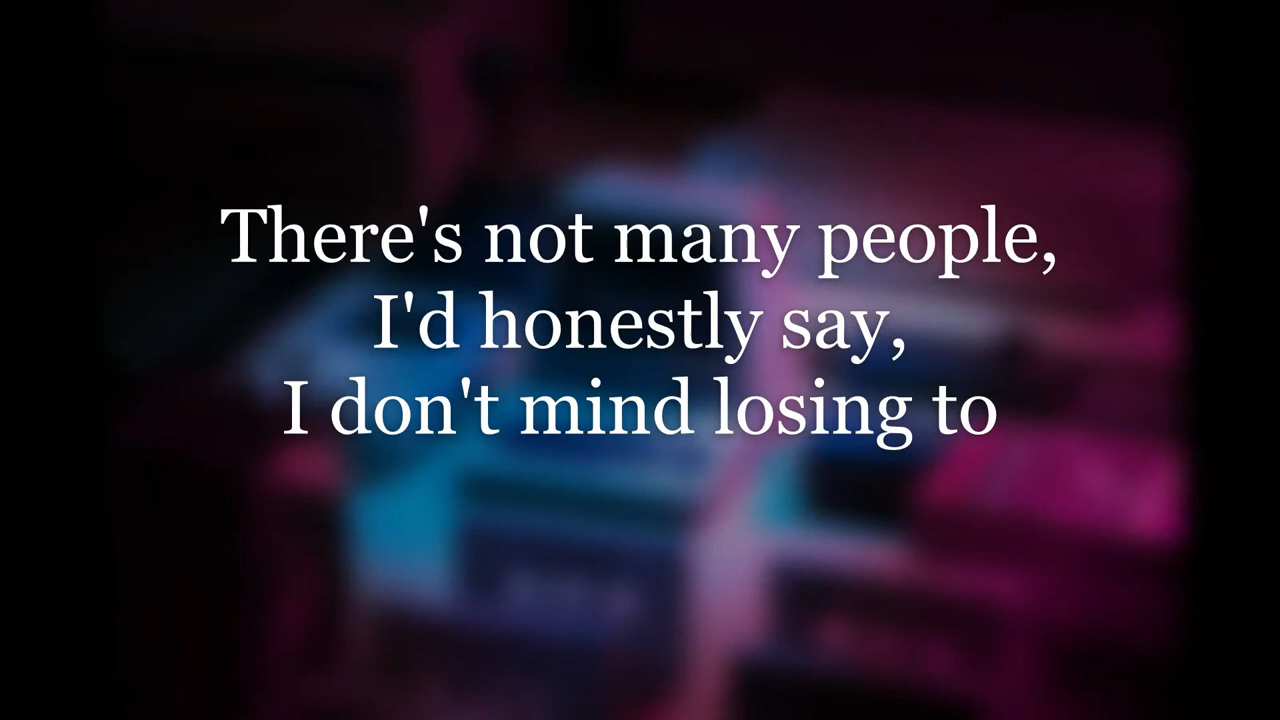 There's not many people,
I'd honestly say,
I don't mind losing to